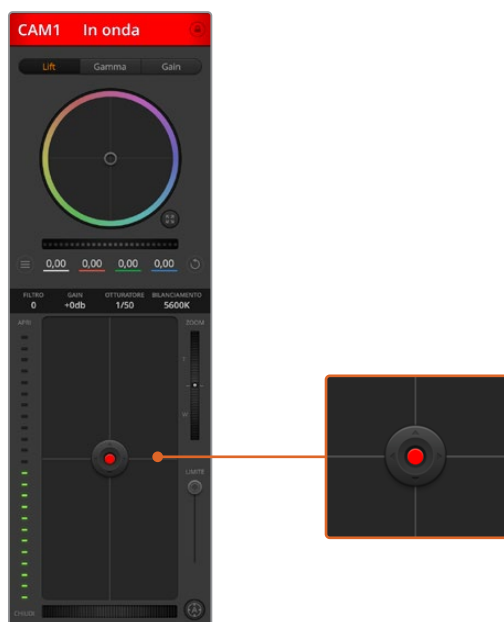 CAM1 In onda
Lift Gamma Gain
0,00 0,00 0,00 0,00
FILTRO GAIN OTTURATORE BILANCIAMENTO
0 +0db 1/50 5600K
APRI ZOOM
T
W
LIMITE
CHIUDI